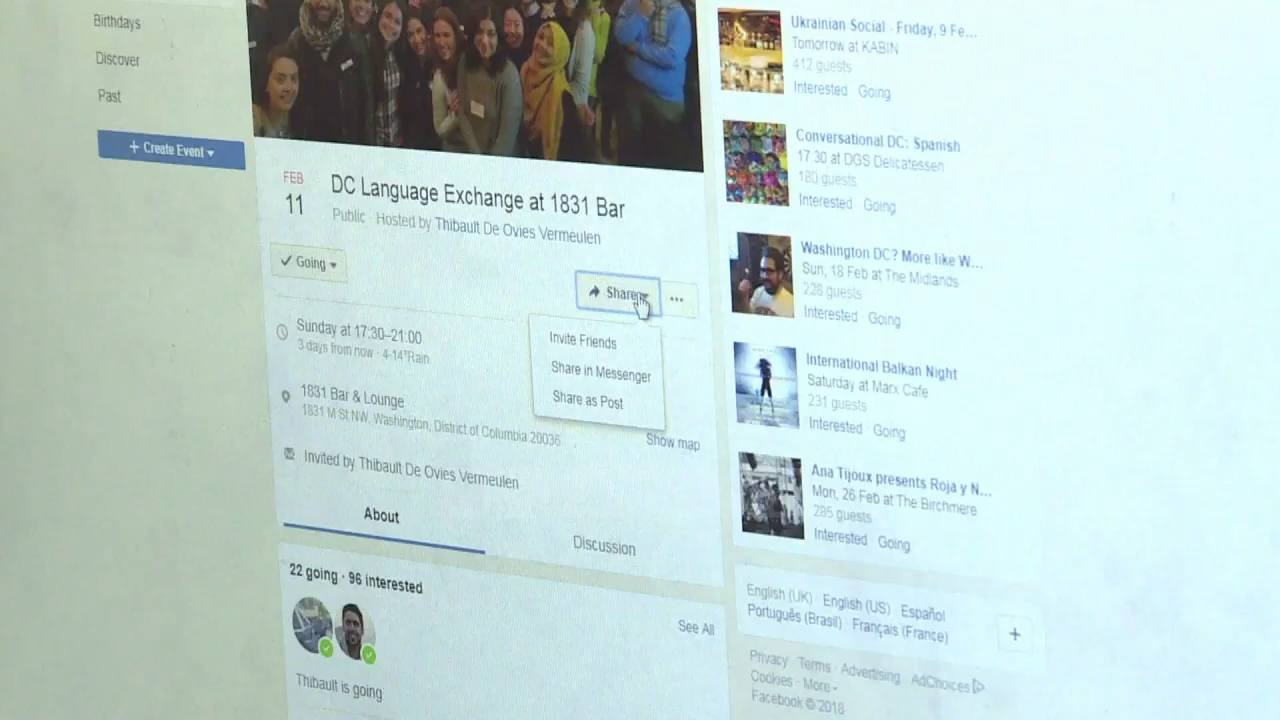 Birthdays
Discover
Past
+ Create Event
FEB
11
DC Language Exchange at 1831 Bar
Public · Hosted by Thibault De Ovies Vermeulen
Going
Share
Invite Friends
Share in Messenger
Share as Post
Sunday at 17:30–21:00
3 days from now · 4-14°Rain
1831 Bar & Lounge
1831 M St NW, Washington, District of Columbia 20036
Show map
Invited by Thibault De Ovies Vermeulen
About
Discussion
22 going · 96 interested
See All
Thibault is going
Ukrainian Social - Friday, 9 Fe...
Tomorrow at KABIN
412 guests
Interested · Going
Conversational DC: Spanish
17:30 at DGS Delicatessen
180 guests
Interested · Going
Washington DC? More like W...
Sun, 18 Feb at The Midlands
228 guests
Interested · Going
International Balkan Night
Saturday at Marx Cafe
231 guests
Interested · Going
Ana Tijoux presents Roja y N...
Mon, 26 Feb at The Birchmere
285 guests
Interested · Going
English (UK) · English (US) · Español
Português (Brasil) · Français (France)
Privacy · Terms · Advertising · AdChoices
Cookies · More
Facebook © 2018